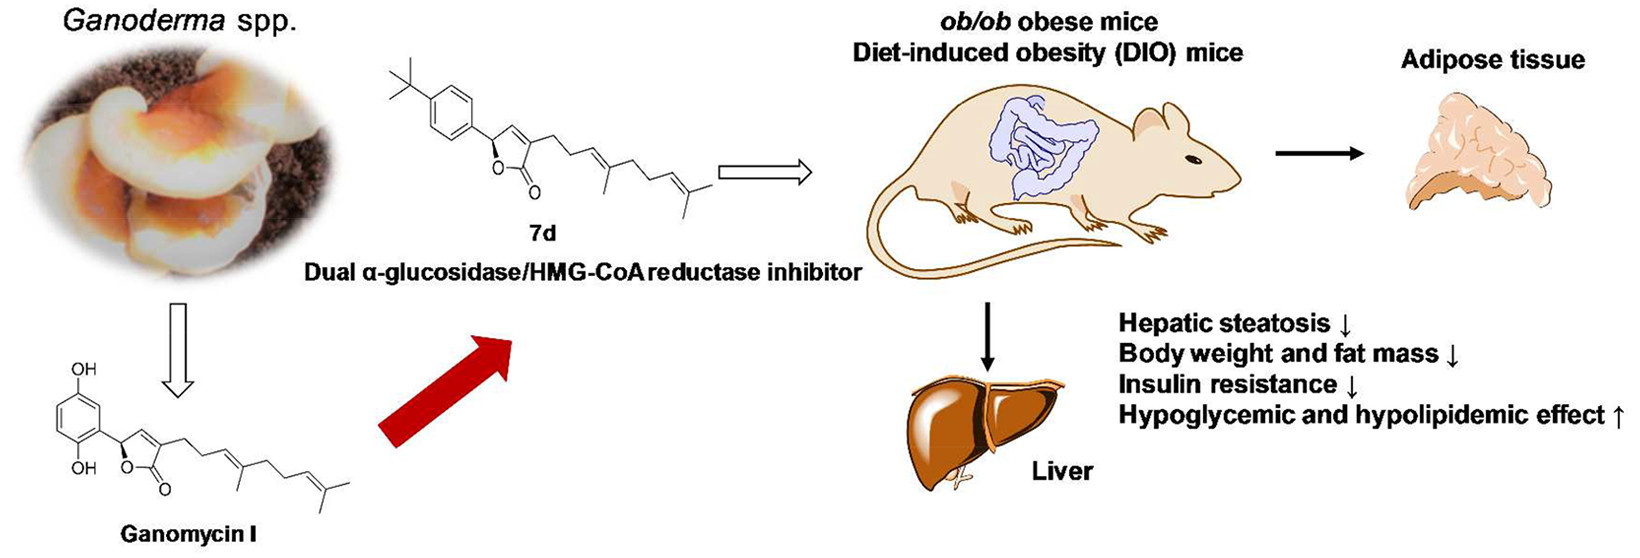 Ganoderma spp.
ob/ob obese mice
Diet-induced obesity (DIO) mice
Adipose tissue
O
O
7d
Dual α-glucosidase/HMG-CoA reductase inhibitor
Hepatic steatosis ↓
Body weight and fat mass ↓
Insulin resistance ↓
Hypoglycemic and hypolipidemic effect ↑
Liver
OH
OH
O
O
Ganomycin I